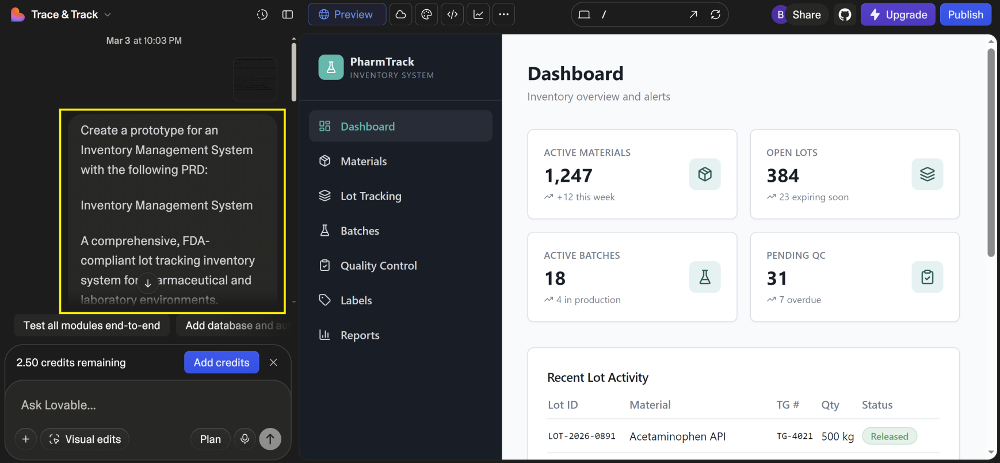 Trace & Track
Preview
/
B
Share
Upgrade
Publish
Mar 3 at 10:03 PM
Create a prototype for an
Inventory Management System
with the following PRD:
Inventory Management System
A comprehensive, FDA-
compliant lot tracking inventory
system for armaceutical and
laboratory environments.
Test all modules end-to-end
Add database and au
2.50 credits remaining
Add credits
Ask Lovable...
Visual edits
Plan
PharmTrack
INVENTORY SYSTEM
Dashboard
Materials
Lot Tracking
Batches
Quality Control
Labels
Reports
Dashboard
Inventory overview and alerts
ACTIVE MATERIALS
1,247
+12 this week
OPEN LOTS
384
23 expiring soon
ACTIVE BATCHES
18
4 in production
PENDING QC
31
7 overdue
Recent Lot Activity
Lot ID Material TG # Qty Status
LOT-2026-0891 Acetaminophen API TG-4021 500 kg Released